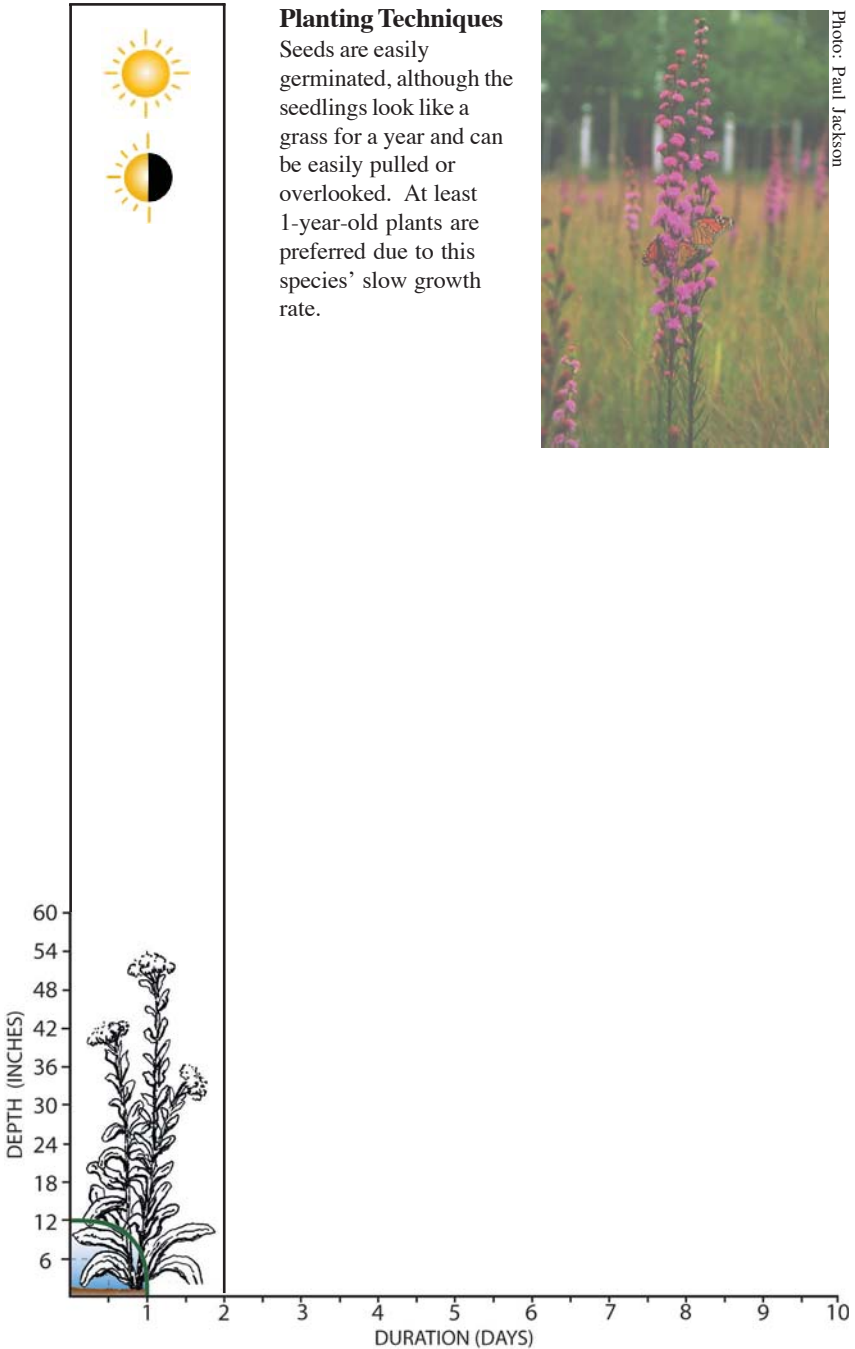 Planting Techniques
Seeds are easily
germinated, although the
seedlings look like a
grass for a year and can
be easily pulled or
overlooked. At least
1-year-old plants are
preferred due to this
species’ slow growth
rate.
Photo: Paul Jackson
60
54
48
42
36
30
24
18
12
6
DEPTH (INCHES)
1 2 3 4 5 6 7 8 9 10
DURATION (DAYS)